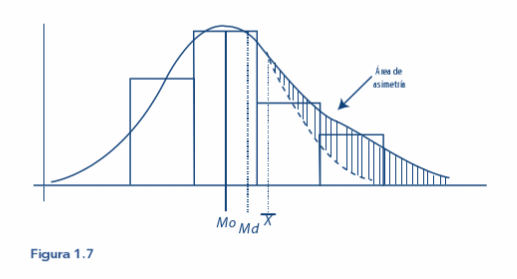 Área de
asimetría
Mo Md X̅
Figura 1.7